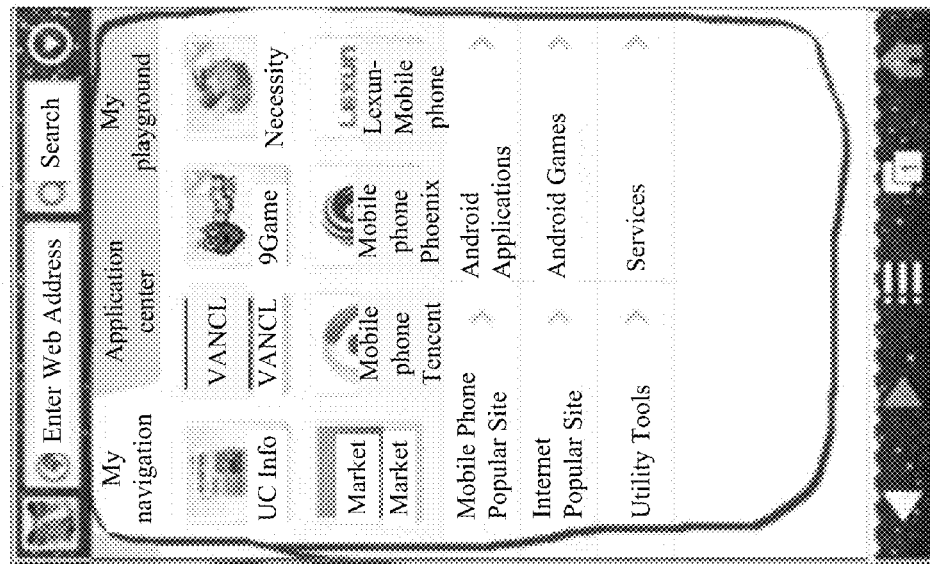 Enter Web Address
Search
My
navigation
Application
center
My
playground
UC Info
VANCL
VANCL
9Game
Necessity
Market
Market
Mobile
phone
Tencent
Mobile
phone
Phoenix
LEXUN
Lexun-
Mobile
phone
Mobile Phone
Popular Site
Android
Applications
Internet
Popular Site
Android Games
Utility Tools
Services